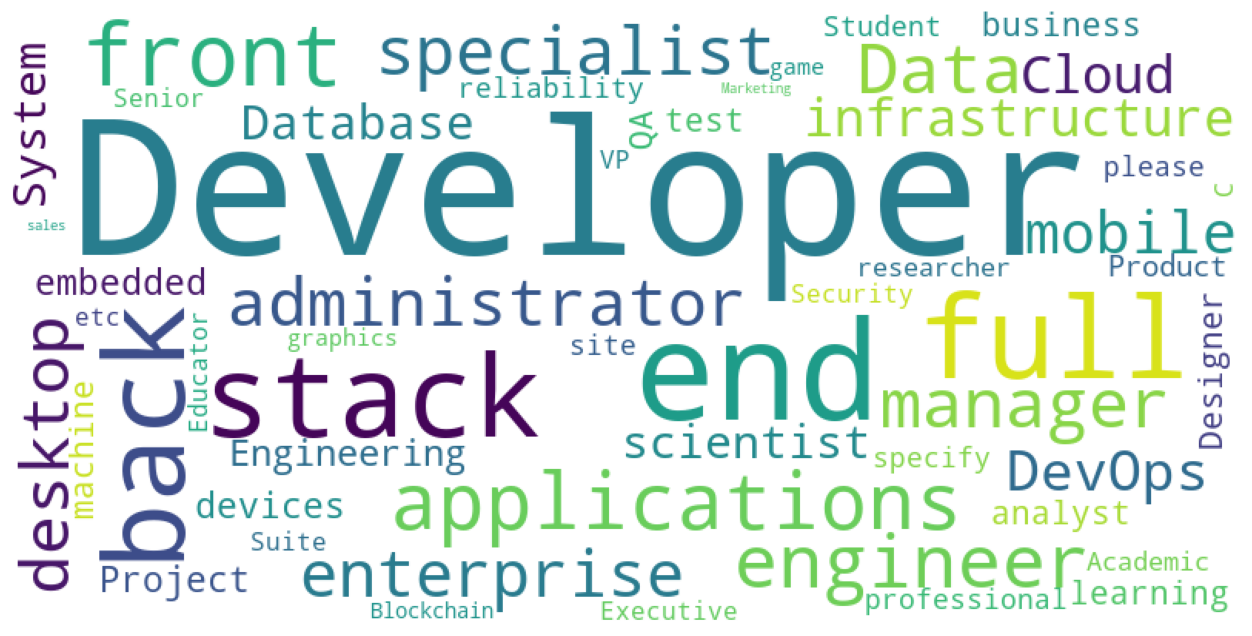 Student
business
front
specialist
System
game
Data
Cloud
Senior
reliability
Marketing
infrastructure
Database
QA
test
Developer
VP
please
C
sales
mobile
researcher
Product
embedded
administrator
Security
etc
graphics
site
end
full
Designer
desktop
back
Educator
stack
manager
machine
Engineering
scientist
specify
DevOps
devices
applications
analyst
Suite
engineer
Academic
Project
enterprise
professional
learning
Blockchain
Executive